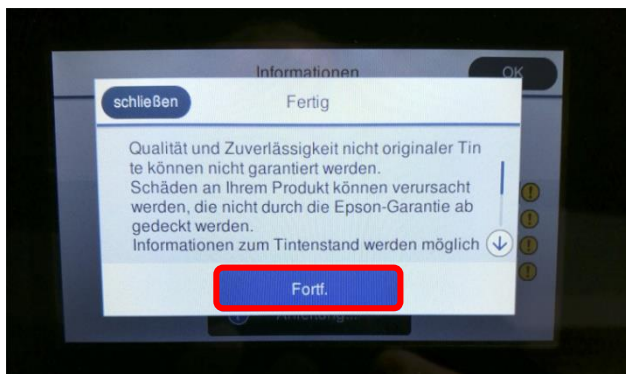 Informationen
OK
schließen
Fertig
Qualität und Zuverlässigkeit nicht originaler Tin
te können nicht garantiert werden.
Schäden an Ihrem Produkt können verursacht
werden, die nicht durch die Epson-Garantie ab
gedeckt werden.
Informationen zum Tintenstand werden möglich
Fortf.
Anleitung...